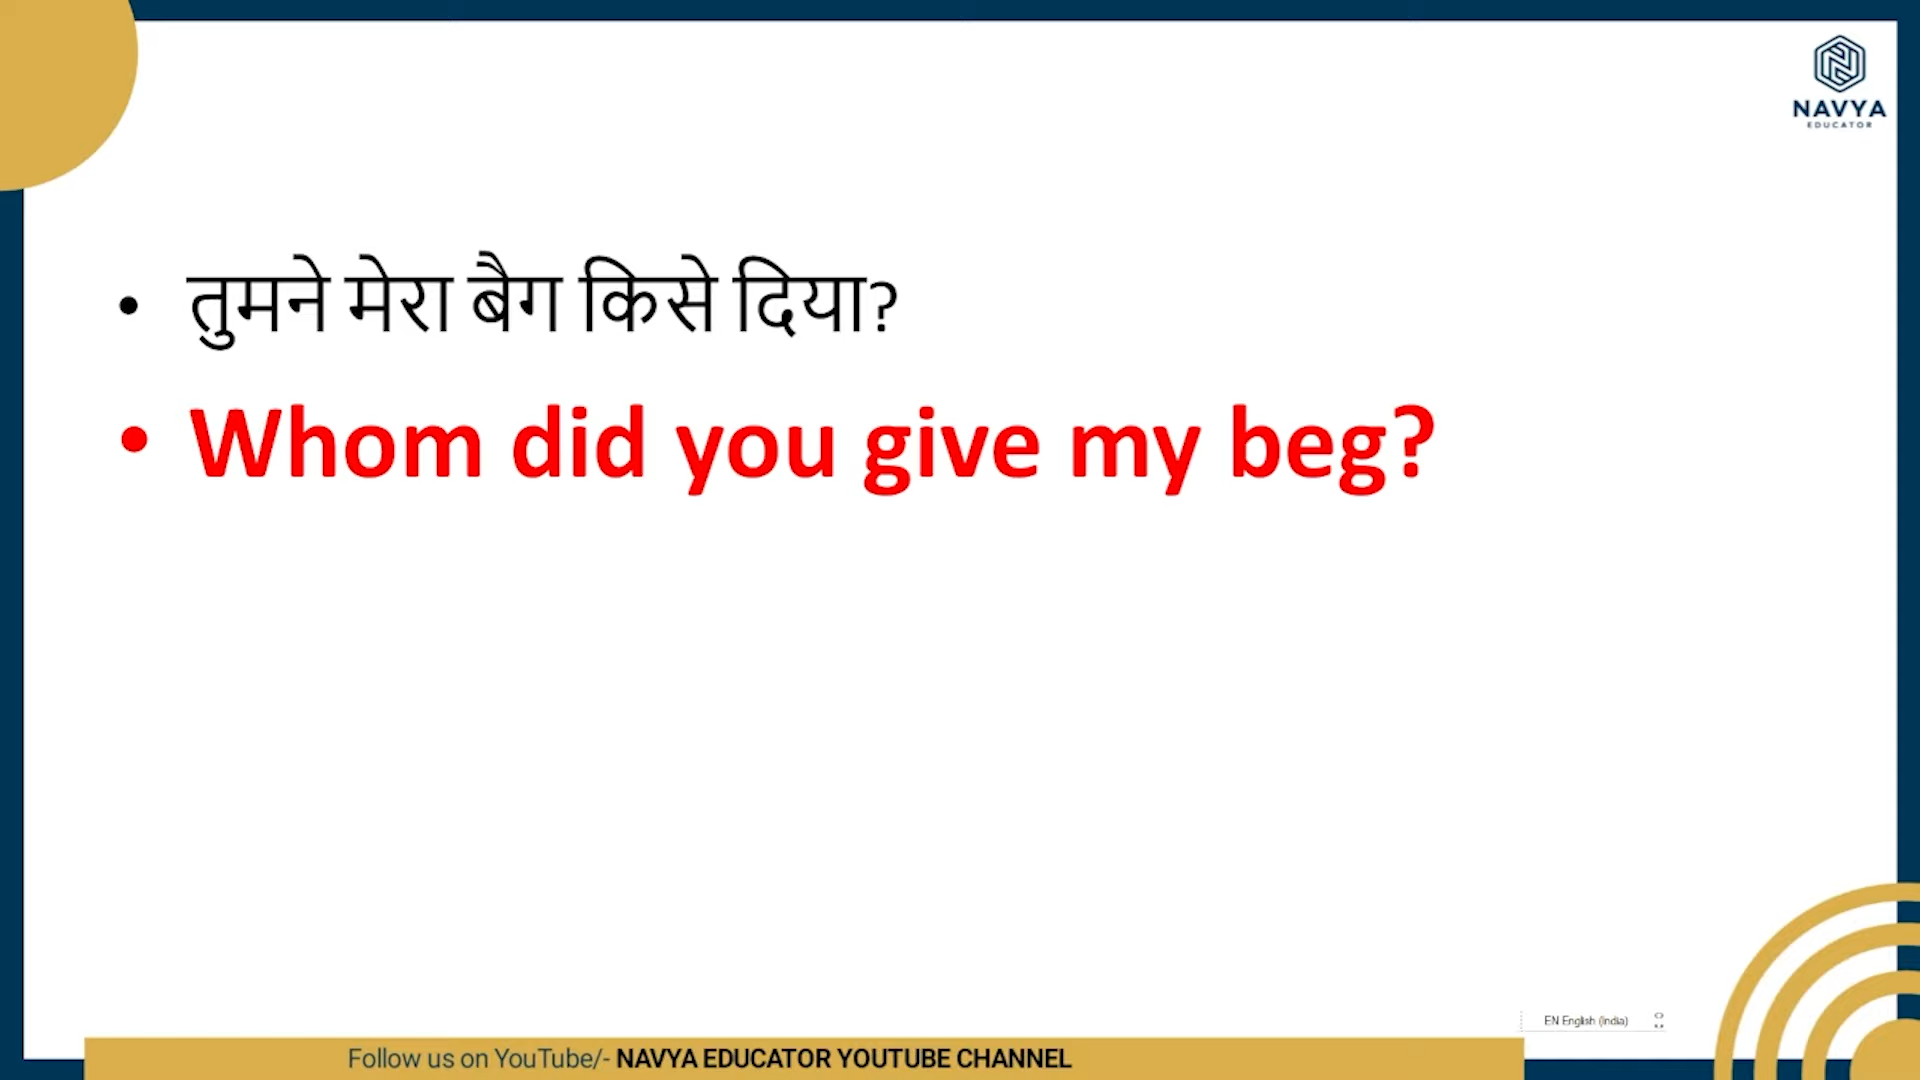 NAVYA
EDUCATOR
• तुमने मेरा बैग किसे दिया?
• Whom did you give my beg?
EN English (India)
Follow us on YouTube/- NAVYA EDUCATOR YOUTUBE CHANNEL